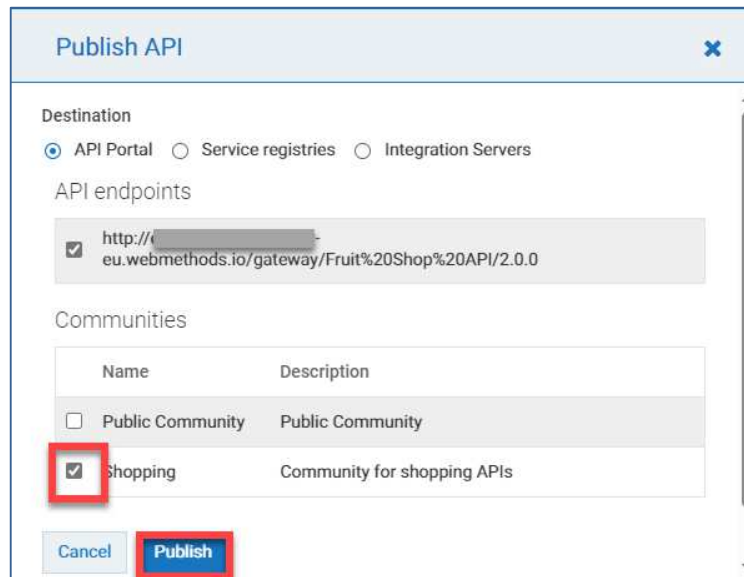 Publish API
Destination
API Portal Service registries Integration Servers
API endpoints
http://
eu.webmethods.io/gateway/Fruit%20Shop%20API/2.0.0
Communities
Name Description
Public Community Public Community
Shopping Community for shopping APIs
Cancel Publish